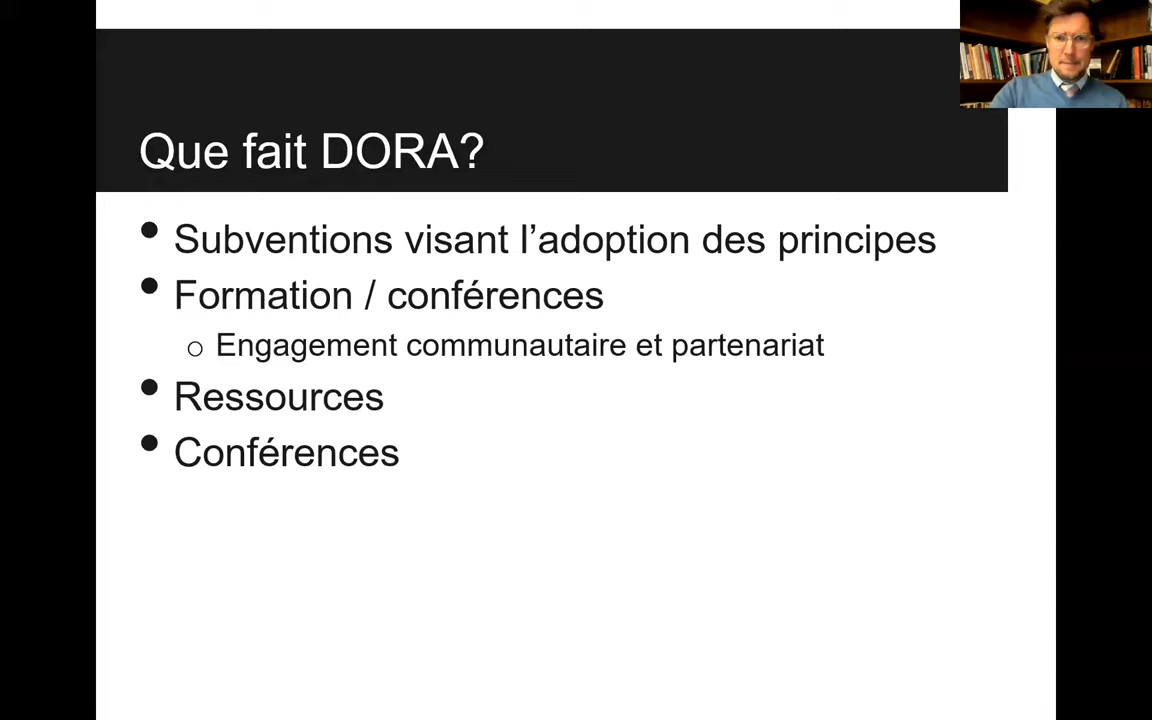 Que fait DORA?
• Subventions visant l’adoption des principes
• Formation / conférences
o Engagement communautaire et partenariat
• Ressources
• Conférences